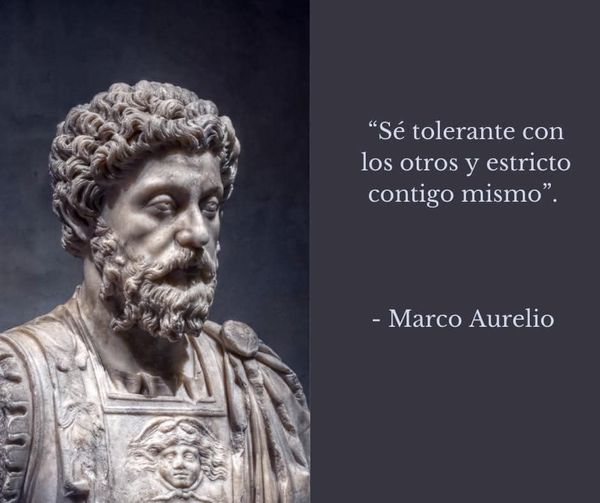 “Sé tolerante con
los otros y estricto
contigo mismo”.
- Marco Aurelio